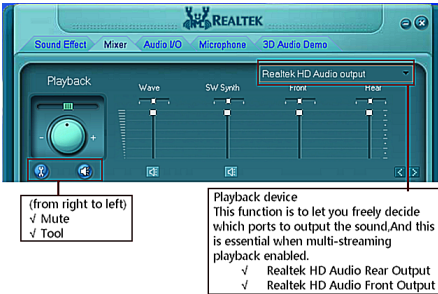 REALTEK
Sound Effect Mixer Audio I/O Microphone 3D Audio Demo
Playback
Realtek HD Audio output
Wave SW Synth Front Rear
- +
(from right to left)
√ Mute
√ Tool
Playback device
This function is to let you freely decide
which ports to output the sound,And this
is essential when multi-streaming
playback enabled.
√ Realtek HD Audio Rear Output
√ Realtek HD Audio Front Output